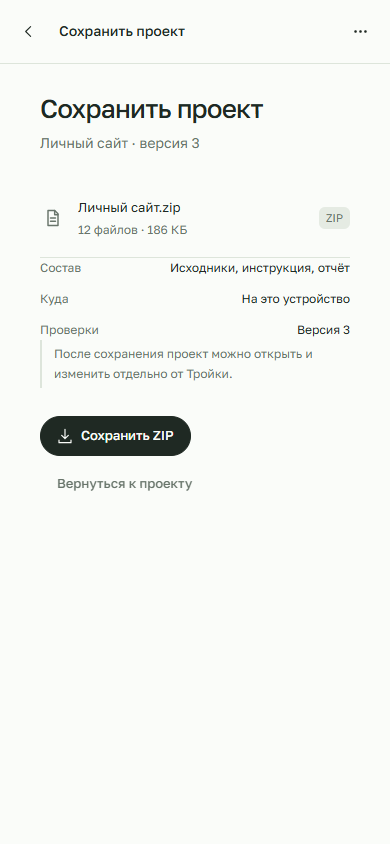 Сохранить проект
Сохранить проект
Личный сайт · версия 3
Личный сайт.zip
12 файлов · 186 КБ
ZIP
Состав Исходники, инструкция, отчёт
Куда На это устройство
Проверки Версия 3
После сохранения проект можно открыть и
изменить отдельно от Тройки.
Сохранить ZIP
Вернуться к проекту